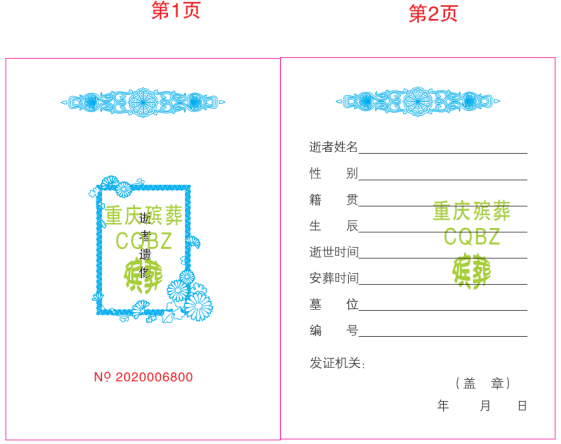 第1页
重庆殡葬
CQBZ
殡葬
逝者遗像
Nº 2020006800
第2页
逝者姓名
性 别
籍 贯
生 辰
逝世时间
安葬时间
墓 位
编 号
重庆殡葬
CQBZ
殡葬
发证机关:
(盖 章)
年 月 日